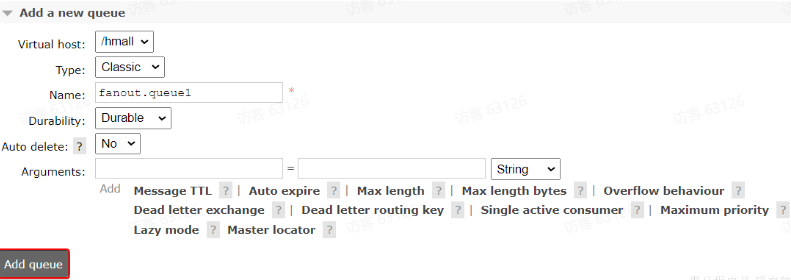 Add a new queue
Virtual host: /hmall
Type: Classic
Name: fanout.queue1 *
Durability: Durable
Auto delete: ? No
Arguments: = String
Add Message TTL ? | Auto expire ? | Max length ? | Max length bytes ? | Overflow behaviour ?
Dead letter exchange ? | Dead letter routing key ? | Single active consumer ? | Maximum priority ?
Lazy mode ? Master locator ?
Add queue
访客 63126
访客 63126
访客 63126